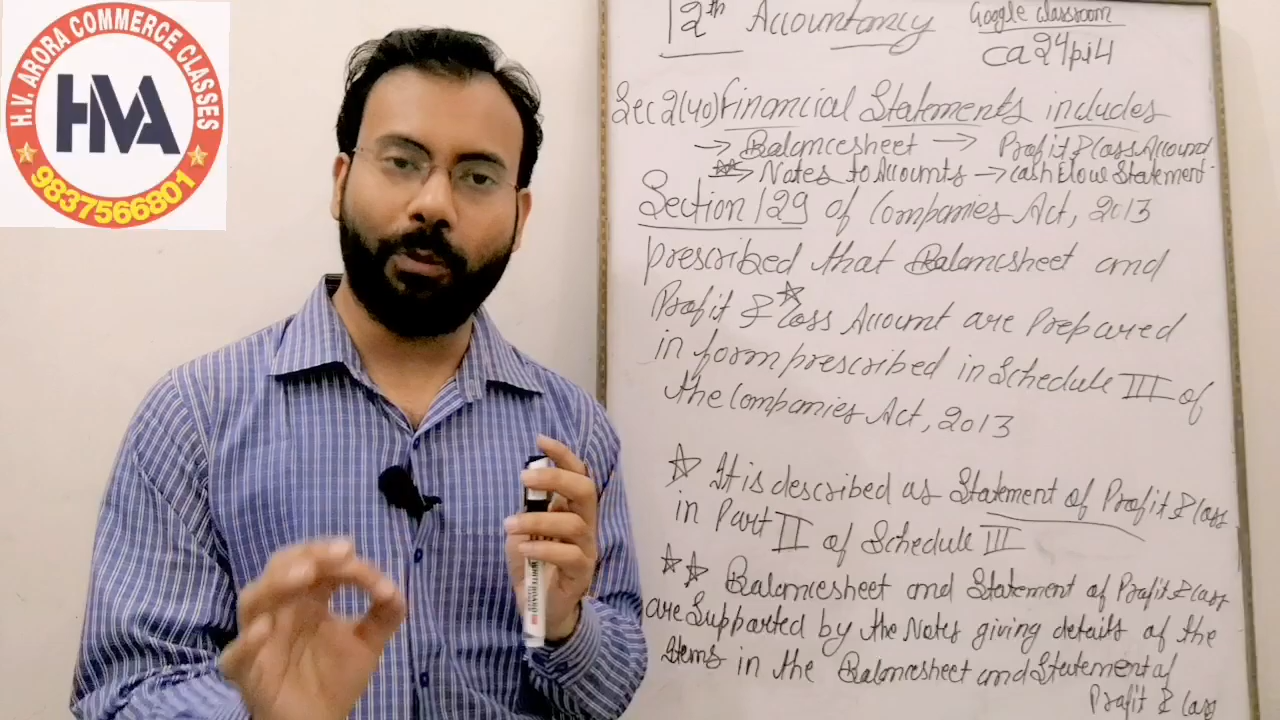 H.V. ARORA COMMERCE CLASSES
HVA
9837566801
12th Accountancy
Google classroom
ca24pi4
Sec 2(40) Financial Statements includes
→ Balancesheet → Profit & Loss Account
** → Notes to Accounts → cash flow Statement
Section 129 of Companies Act, 2013
prescribed that Balancesheet and
Profit & Loss* Account are Prepared
in form prescribed in Schedule III of
the Companies Act, 2013
☆ It is described as Statement of Profit & Loss
in Part II of Schedule III
☆☆ Balancesheet and Statement of Profit & Loss
are Supported by the Notes giving details of the
Items in the Balancesheet and Statement of
Profit & Loss
WHITEBOARD